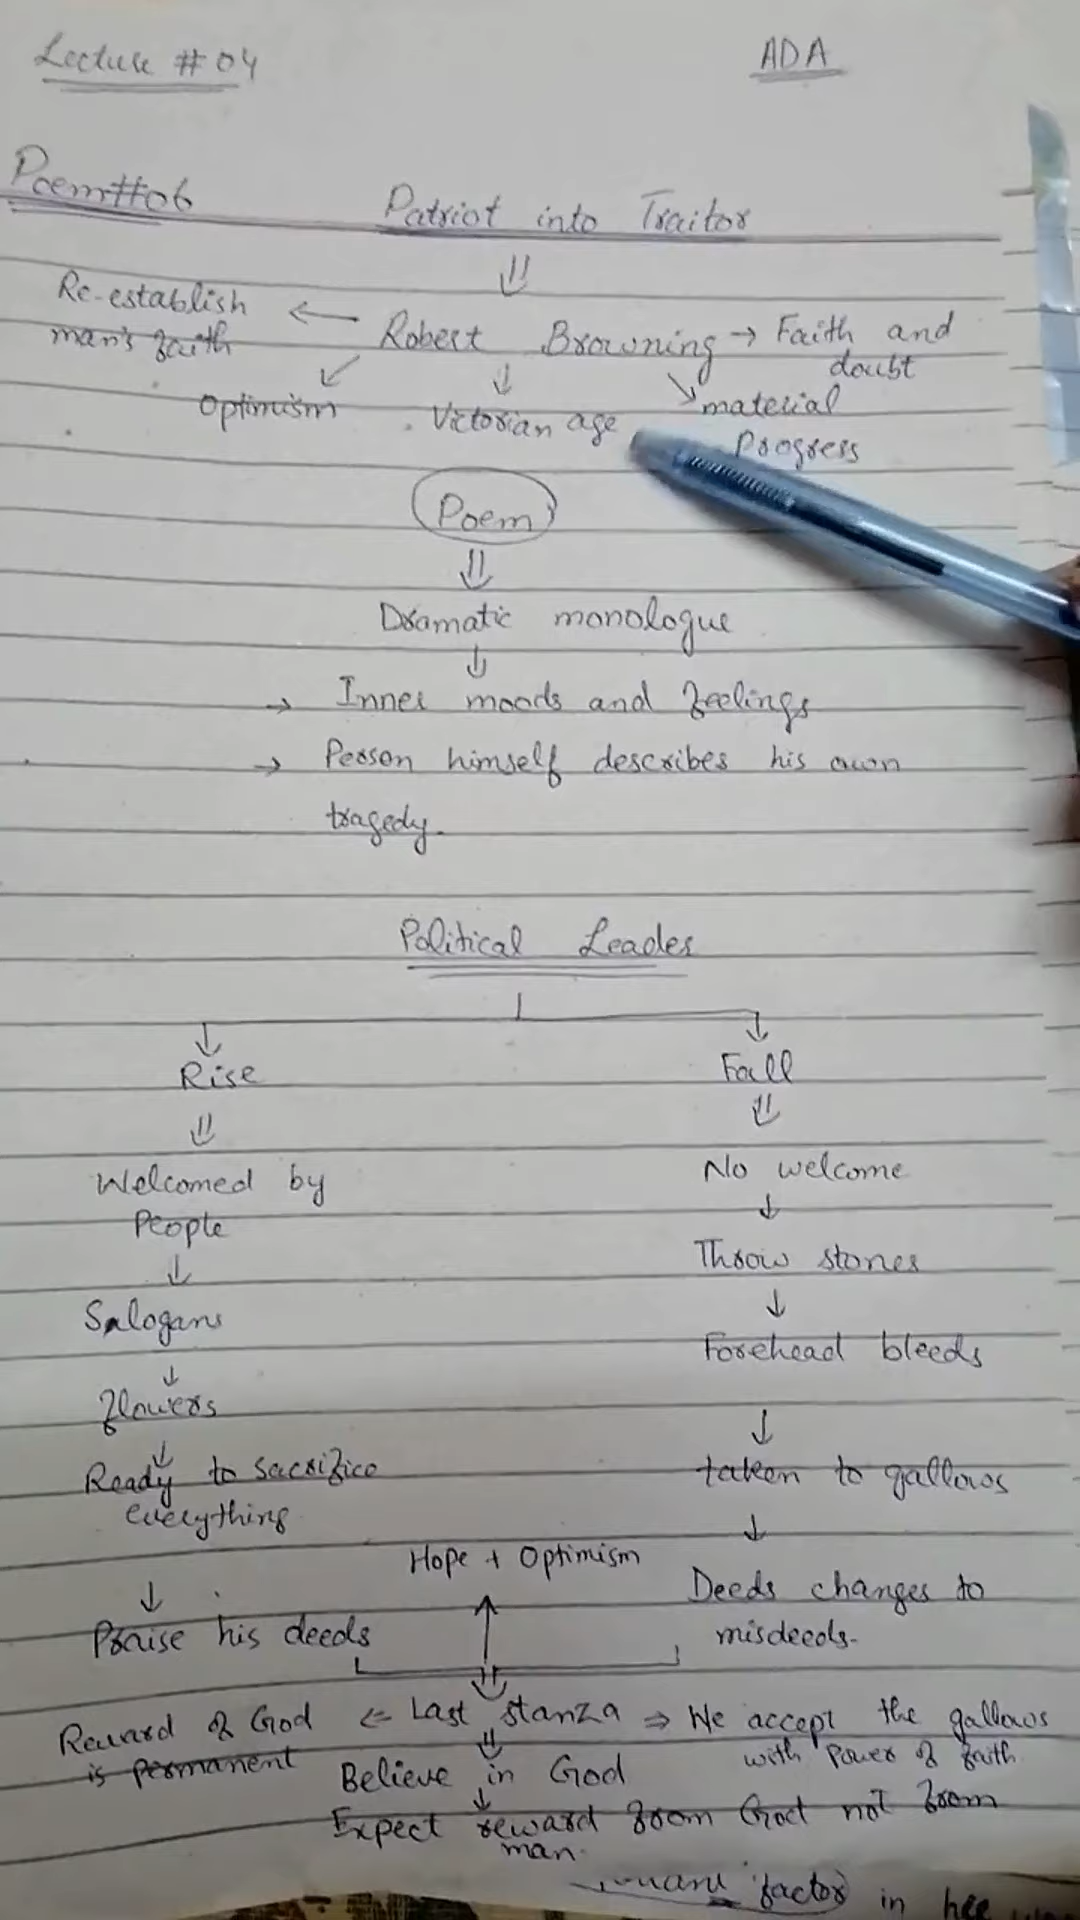 Lecture #04
ADA
Poem#06
Patriot into Traitor
Re-establish
man's faith
Robert Browning
Faith and
doubt
Optimism
Victorian age
material
Progress
Poem
Dramatic monologue
Inner moods and feelings
Person himself describes his own
tragedy.
Political Leader
Rise
Fall
Welcomed by
People
No welcome
Throw stones
Slogans
Forehead bleeds
flowers
Ready to sacrifice
everything.
taken to gallows
Hope + Optimism
Praise his deeds
Deeds changes to
misdeeds.
Last stanza
Reward of God
is permanent
We accept the gallows
with Power of faith
Believe in God
Expect reward from God not from
man.
factor in